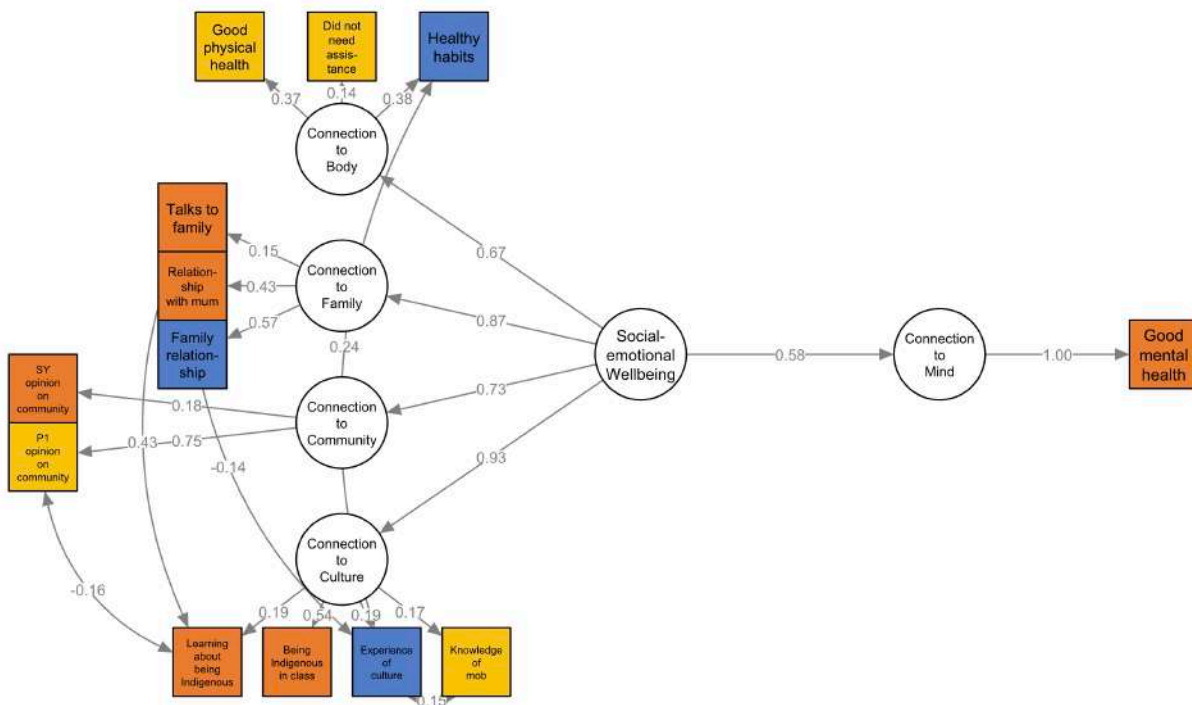 Good
physical
health
Did not
need
assis-
tance
Healthy
habits
0.37
0.14
0.38
Connection
to
Body
Talks to
family
Relation-
ship
with mum
Family
relation-
ship
0.15
0.43
0.57
Connection
to
Family
0.67
0.87
0.24
Social-
emotional
Wellbeing
0.58
Connection
to
Mind
1.00
Good
mental
health
SY
opinion
on
community
P1
opinion
on
community
0.18
0.75
0.43
-0.14
Connection
to
Community
0.73
0.93
Connection
to
Culture
-0.16
0.19
0.54
0.19
0.17
Learning
about
being
Indigenous
Being
Indigenous
in class
Experience
of
culture
Knowledge
of
mob
0.15